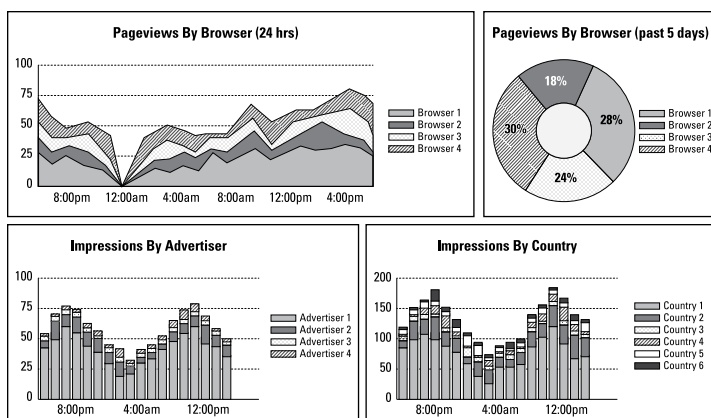 Pageviews By Browser (24 hrs)
100
75
50
25
0
8:00pm 12:00am 4:00am 8:00am 12:00pm 4:00pm
Browser 1
Browser 2
Browser 3
Browser 4
Pageviews By Browser (past 5 days)
18%
28%
30%
24%
Browser 1
Browser 2
Browser 3
Browser 4
Impressions By Advertiser
100
75
50
25
0
8:00pm 4:00am 12:00pm
Advertiser 1
Advertiser 2
Advertiser 3
Advertiser 4
Impressions By Country
200
150
100
50
0
8:00pm 4:00am 12:00pm
Country 1
Country 2
Country 3
Country 4
Country 5
Country 6